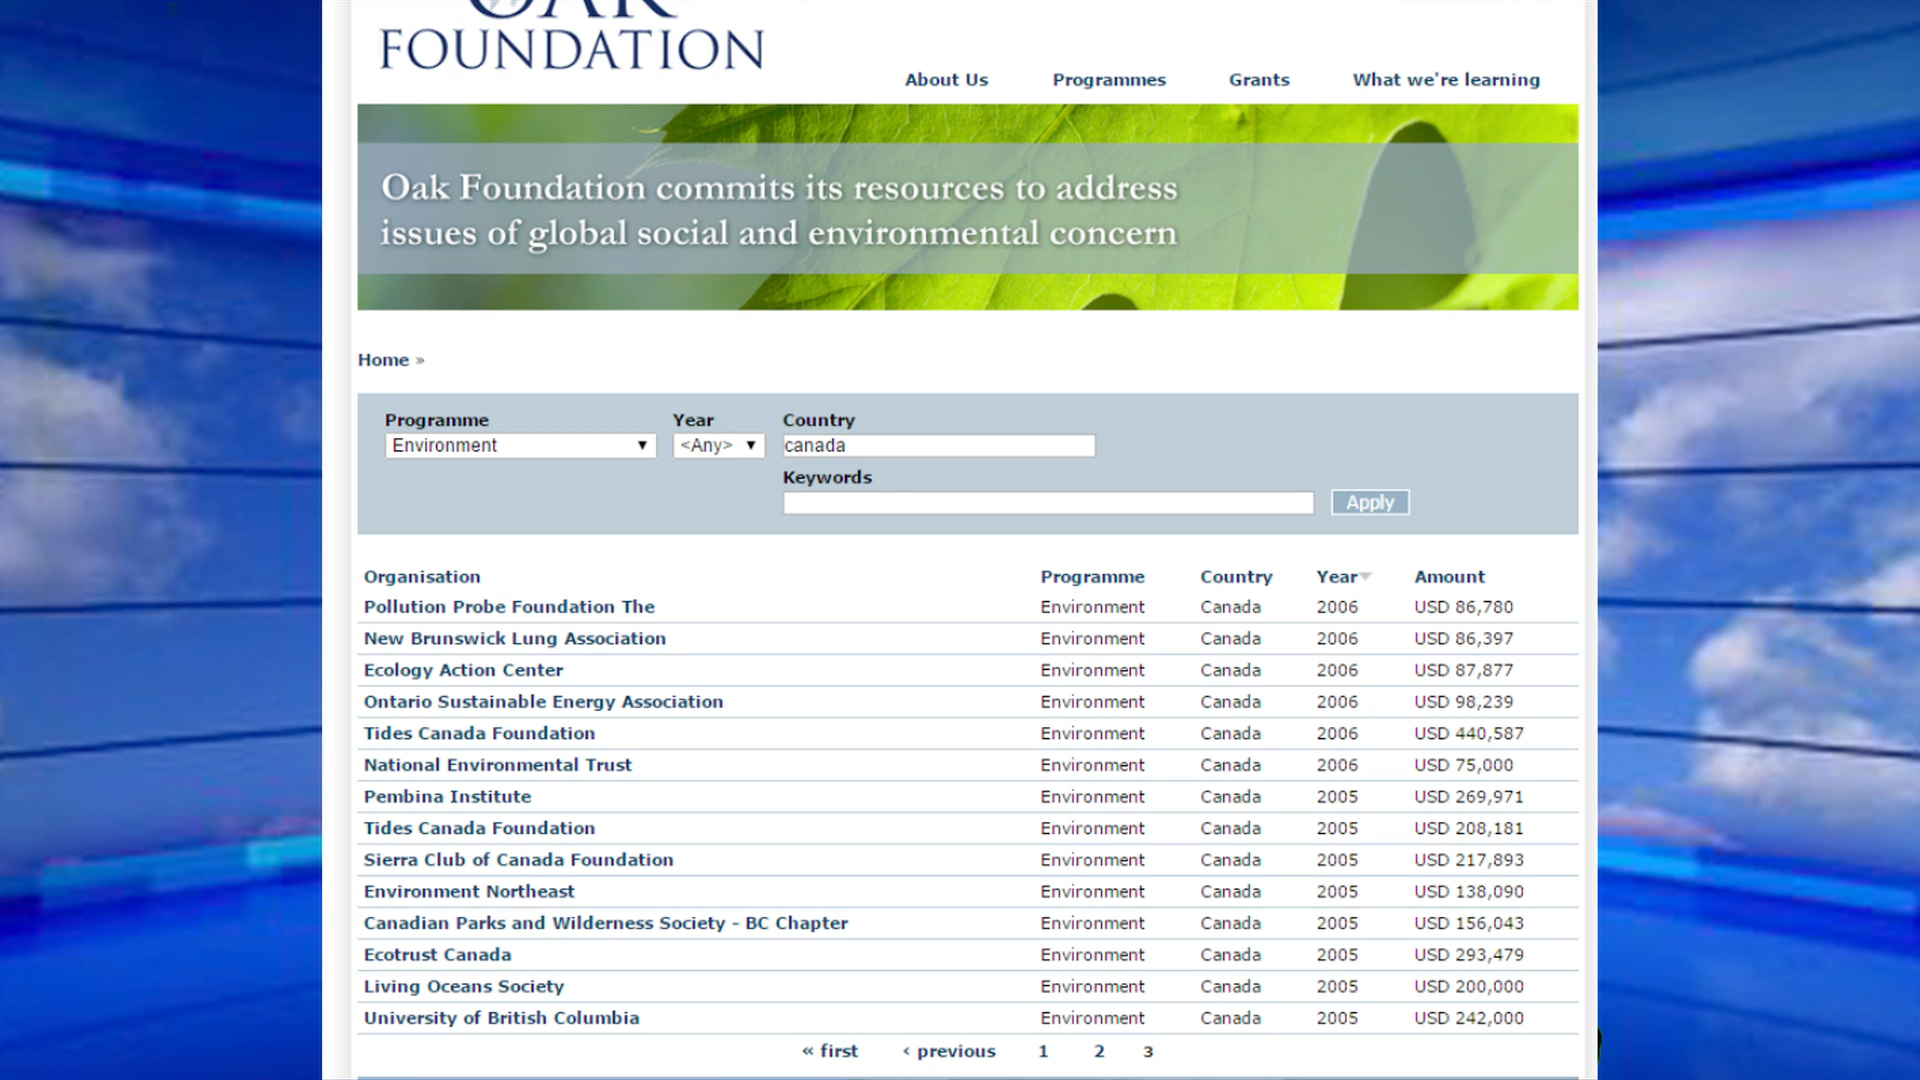 OAK
FOUNDATION
About Us Programmes Grants What we're learning
Oak Foundation commits its resources to address
issues of global social and environmental concern
Home »
Programme Year Country
Environment <Any> canada
Keywords
Apply
Organisation Programme Country Year Amount
Pollution Probe Foundation The Environment Canada 2006 USD 86,780
New Brunswick Lung Association Environment Canada 2006 USD 86,397
Ecology Action Center Environment Canada 2006 USD 87,877
Ontario Sustainable Energy Association Environment Canada 2006 USD 98,239
Tides Canada Foundation Environment Canada 2006 USD 440,587
National Environmental Trust Environment Canada 2006 USD 75,000
Pembina Institute Environment Canada 2005 USD 269,971
Tides Canada Foundation Environment Canada 2005 USD 208,181
Sierra Club of Canada Foundation Environment Canada 2005 USD 217,893
Environment Northeast Environment Canada 2005 USD 138,090
Canadian Parks and Wilderness Society - BC Chapter Environment Canada 2005 USD 156,043
Ecotrust Canada Environment Canada 2005 USD 293,479
Living Oceans Society Environment Canada 2005 USD 200,000
University of British Columbia Environment Canada 2005 USD 242,000
« first ‹ previous 1 2 3